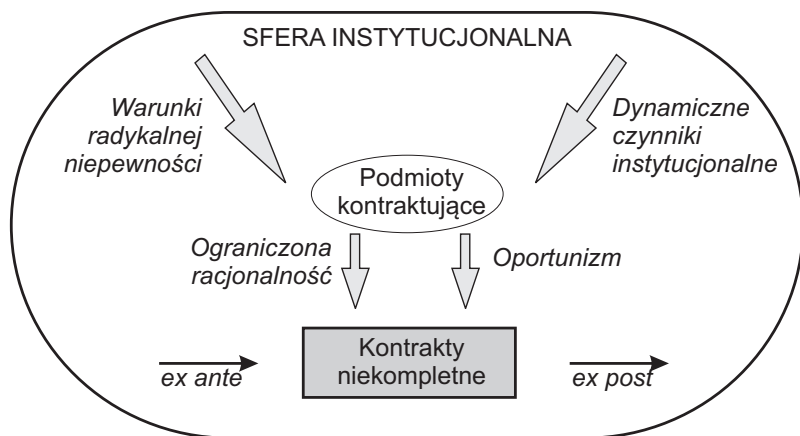 SFERA INSTYTUCJONALNA
Warunki
radykalnej
niepewności
Dynamiczne
czynniki
instytucjonalne
Podmioty
kontraktujące
Ograniczona
racjonalność
Oportunizm
Kontrakty
niekompletne
ex ante
ex post